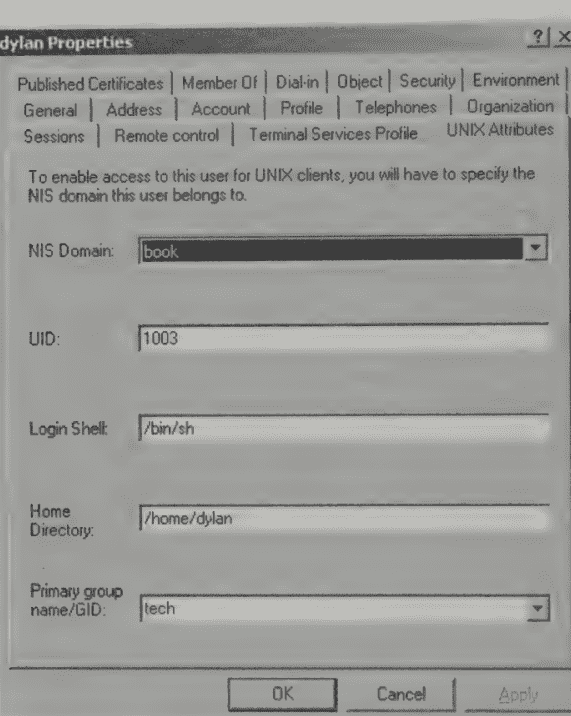 dylan Properties
Published Certificates Member Of Dial-in Object Security Environment
General Address Account Profile Telephones Organization
Sessions Remote control Terminal Services Profile UNIX Attributes
To enable access to this user for UNIX clients, you will have to specify the
NIS domain this user belongs to.
NIS Domain: book
UID: 1003
Login Shell: /bin/sh
Home
Directory: /home/dylan
Primary group
name/GID: tech
OK Cancel Apply